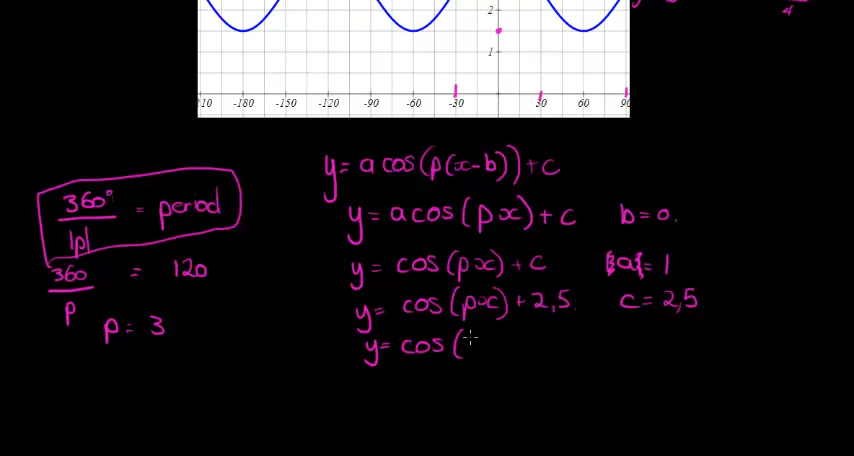 2
1
-210 -180 -150 -120 -90 -60 -30 30 60 90
4
y = a cos(p(x-b)) + c
360° / |p| = period
y = a cos(px) + c b = 0.
360 / p = 120
y = cos(px) + c a = 1
y = cos(px) + 2,5. c = 2,5
p = 3
y = cos(